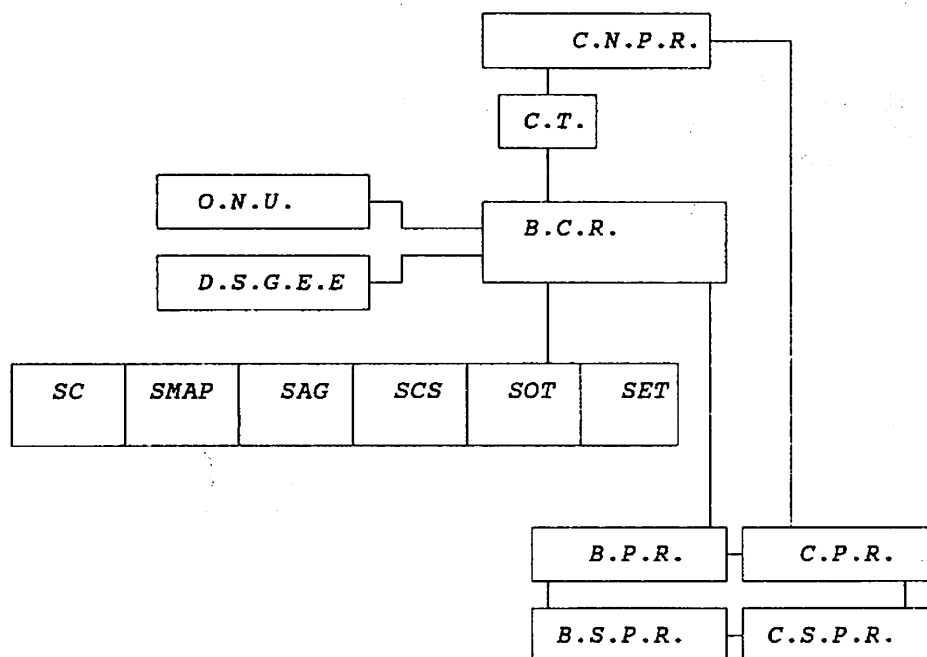 C.N.P.R.
C.T.
O.N.U.
B.C.R.
D.S.G.E.E
SC SMAP SAG SCS SOT SET
B.P.R. C.P.R.
B.S.P.R. C.S.P.R.